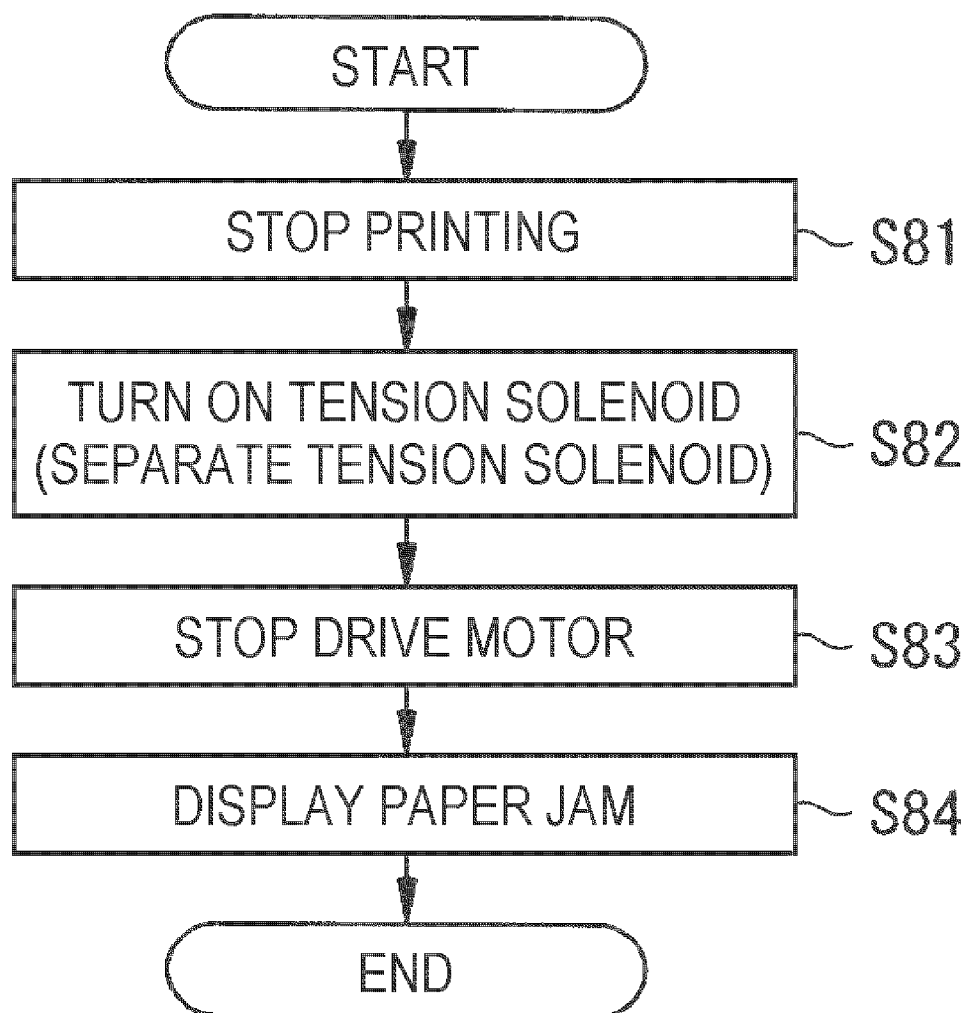 START
STOP PRINTING
S81
TURN ON TENSION SOLENOID
(SEPARATE TENSION SOLENOID)
S82
STOP DRIVE MOTOR
S83
DISPLAY PAPER JAM
S84
END